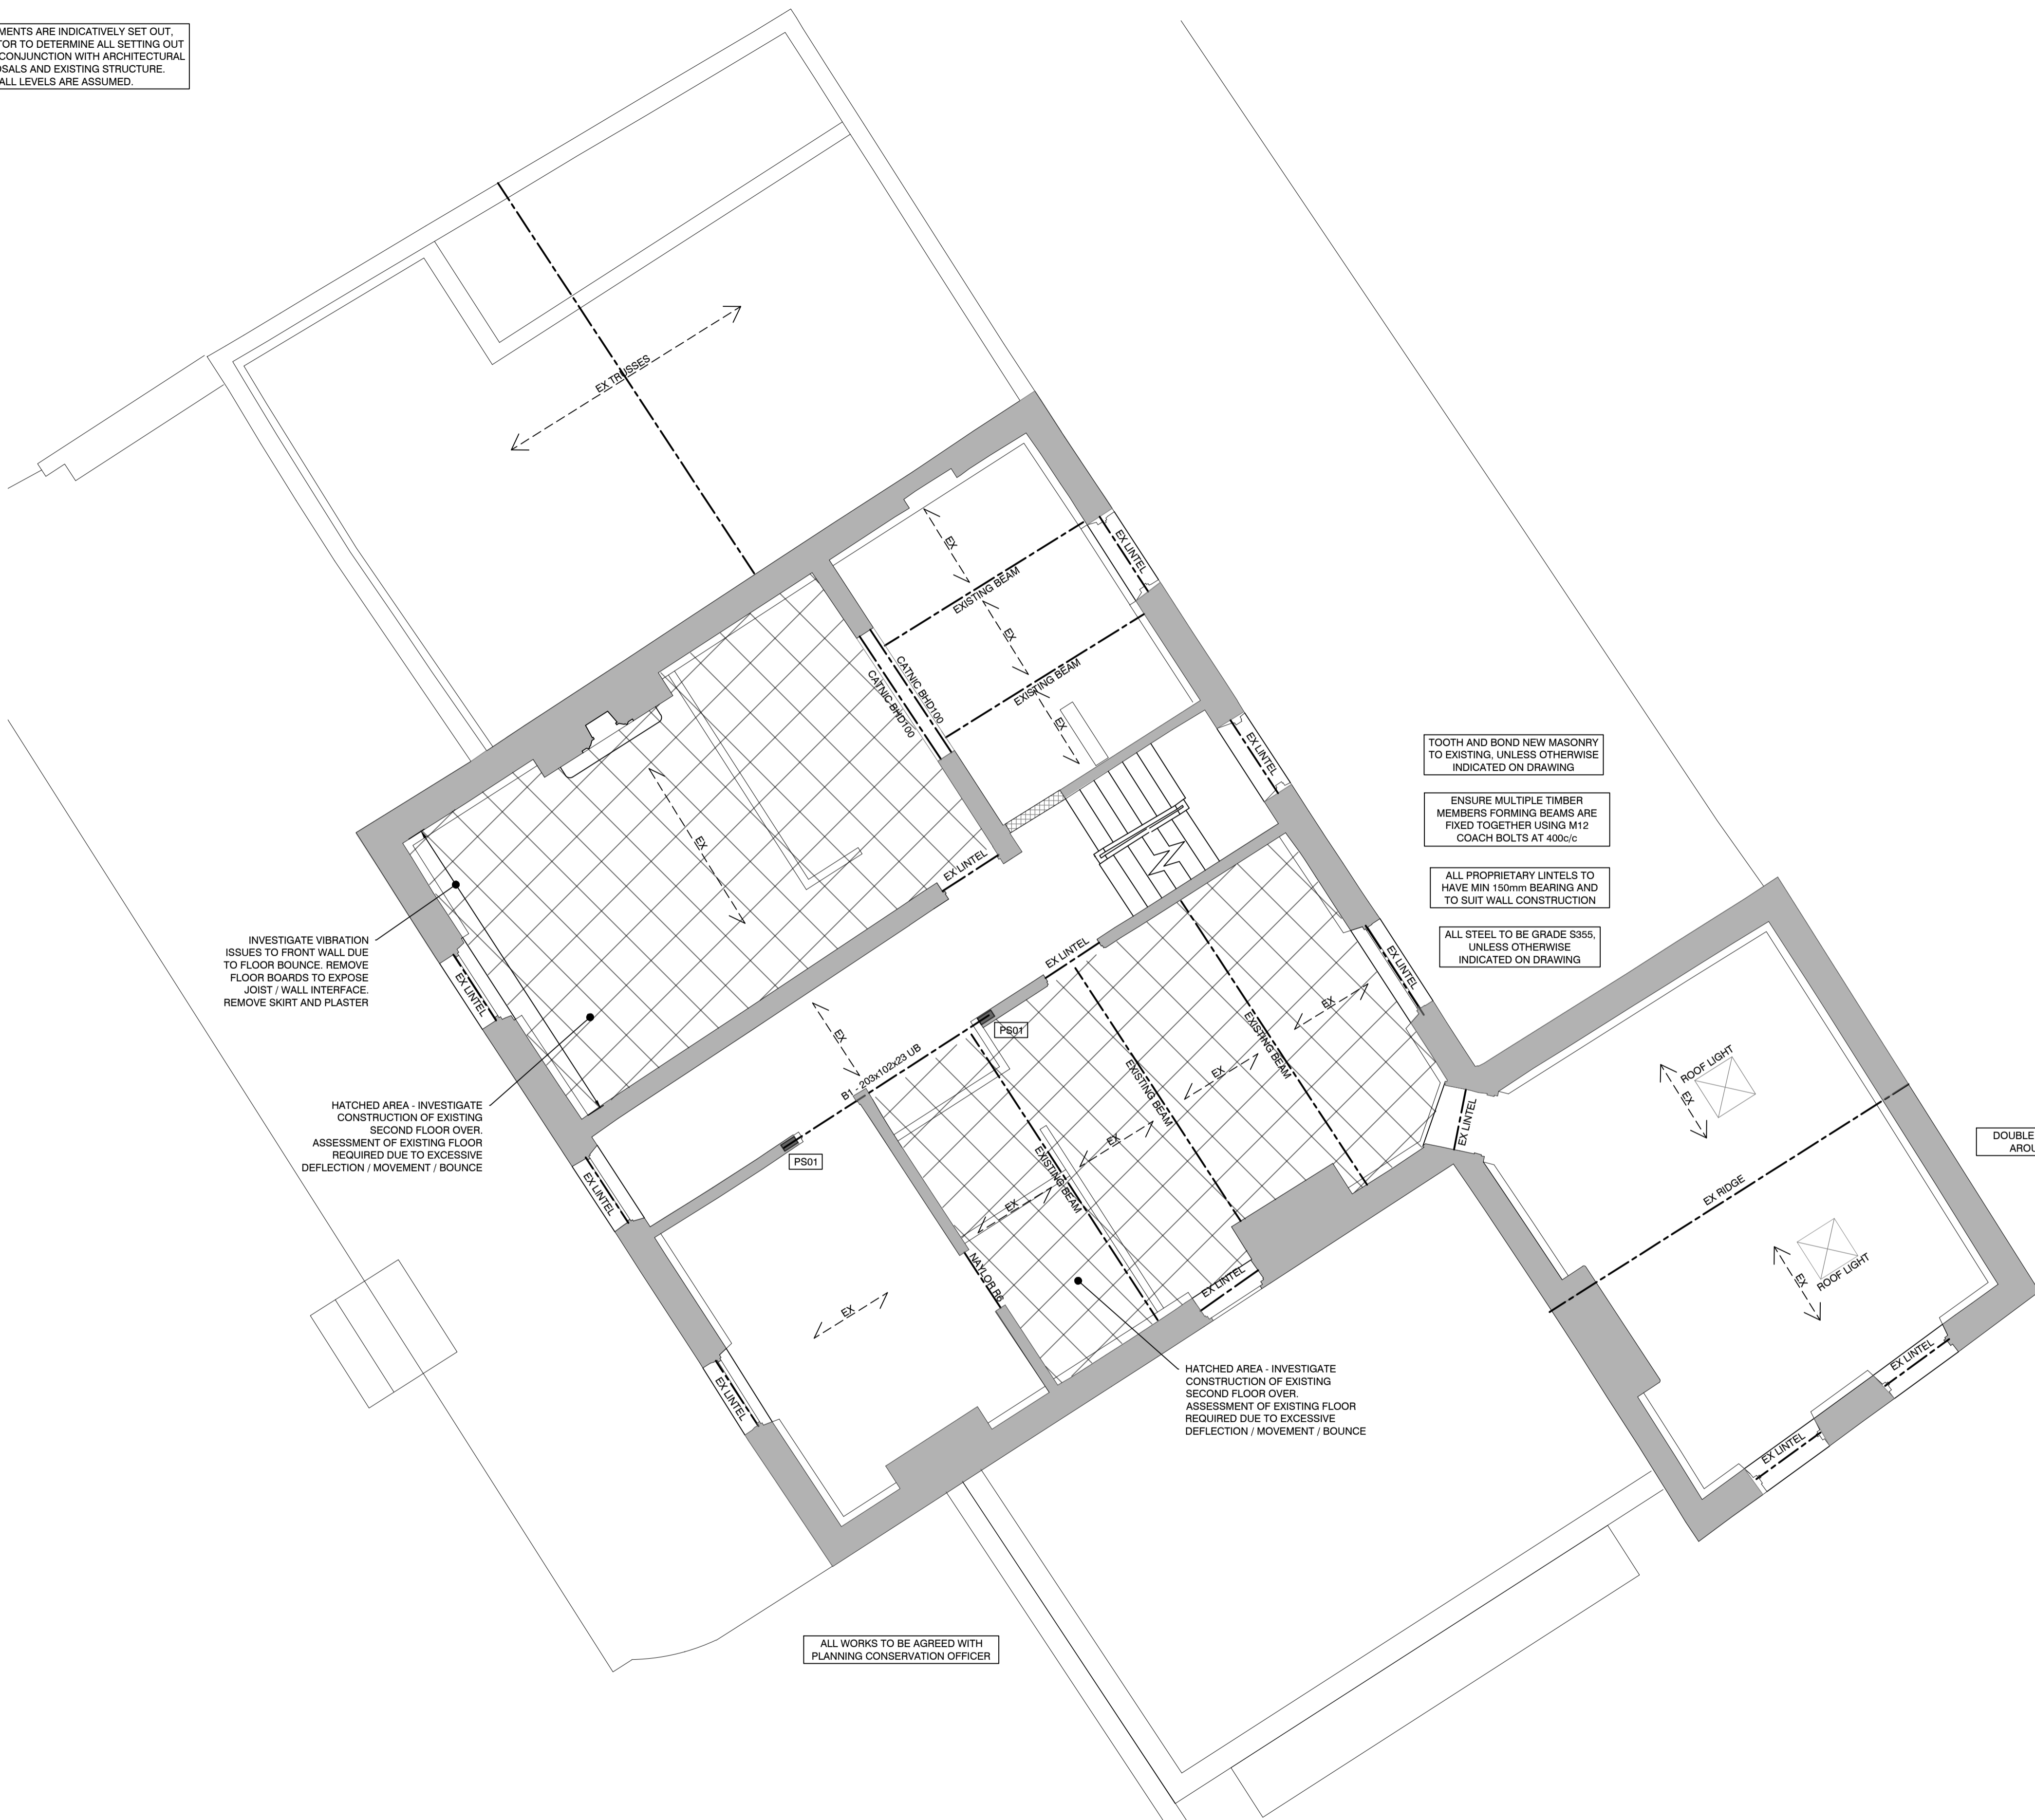 MENTS ARE INDICATIVELY SET OUT,
TOR TO DETERMINE ALL SETTING OUT
CONJUNCTION WITH ARCHITECTURAL
OSALS AND EXISTING STRUCTURE.
ALL LEVELS ARE ASSUMED.
EX TRUSSES
EX
EX LINTEL
EXISTING BEAM
EX
CATNIC BHD100
CATNIC BHD100
EXISTING BEAM
EX
EX LINTEL
TOOTH AND BOND NEW MASONRY
TO EXISTING, UNLESS OTHERWISE
INDICATED ON DRAWING
ENSURE MULTIPLE TIMBER
MEMBERS FORMING BEAMS ARE
FIXED TOGETHER USING M12
COACH BOLTS AT 400c/c
ALL PROPRIETARY LINTELS TO
HAVE MIN 150mm BEARING AND
TO SUIT WALL CONSTRUCTION
ALL STEEL TO BE GRADE S355,
UNLESS OTHERWISE
INDICATED ON DRAWING
EX
EX LINTEL
INVESTIGATE VIBRATION
ISSUES TO FRONT WALL DUE
TO FLOOR BOUNCE. REMOVE
FLOOR BOARDS TO EXPOSE
JOIST / WALL INTERFACE.
REMOVE SKIRT AND PLASTER
EX LINTEL
EX LINTEL
EX LINTEL
EX
EXISTING BEAM
PS01
EX
B1 - 203x102x23 UB
EX
EXISTING BEAM
ROOF LIGHT
EX
HATCHED AREA - INVESTIGATE
CONSTRUCTION OF EXISTING
SECOND FLOOR OVER.
ASSESSMENT OF EXISTING FLOOR
REQUIRED DUE TO EXCESSIVE
DEFLECTION / MOVEMENT / BOUNCE
EX LINTEL
EX
DOUBLE
AROU
PS01
EXISTING BEAM
EX LINTEL
EX
EX RIDGE
NAYLOR R6
EX LINTEL
EX
ROOF LIGHT
EX
EX LINTEL
EX LINTEL
HATCHED AREA - INVESTIGATE
CONSTRUCTION OF EXISTING
SECOND FLOOR OVER.
ASSESSMENT OF EXISTING FLOOR
REQUIRED DUE TO EXCESSIVE
DEFLECTION / MOVEMENT / BOUNCE
EX LINTEL
ALL WORKS TO BE AGREED WITH
PLANNING CONSERVATION OFFICER